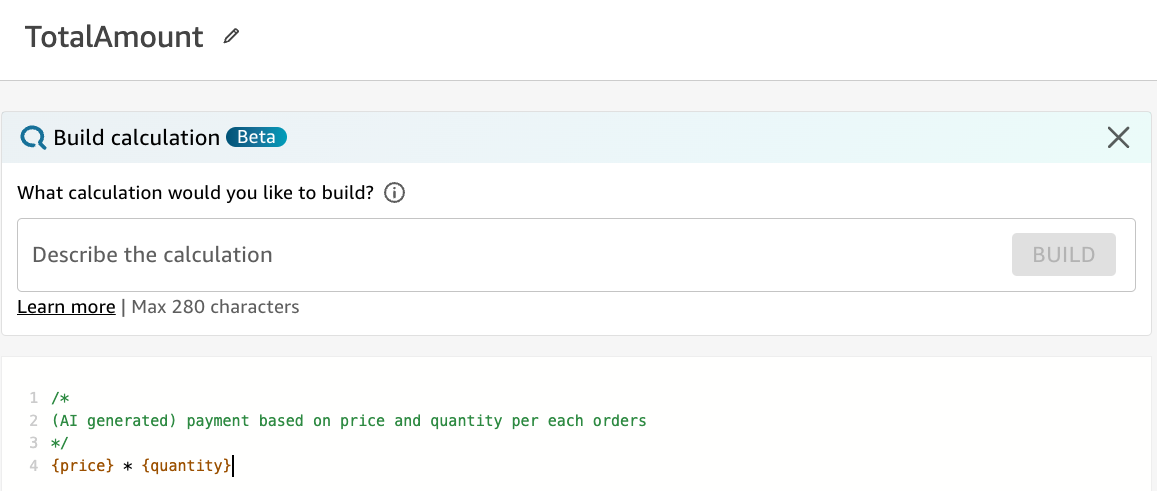 TotalAmount
Build calculation Beta
What calculation would you like to build?
Describe the calculation BUILD
Learn more | Max 280 characters
1 /*
2 (AI generated) payment based on price and quantity per each orders
3 */
4 {price} * {quantity}